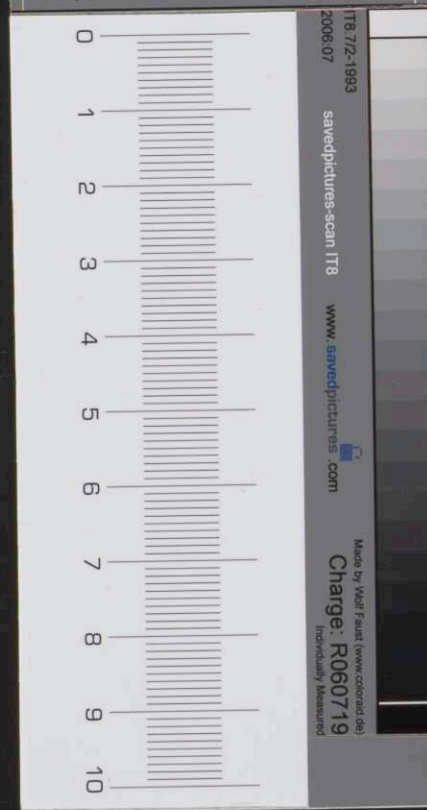 IT8.7/2-1993
2006:07
savedpictures-scan IT8
www.savedpictures.com
Made by Wolf Faust (www.coloraid.de)
Charge: R060719
Individually Measured
0
1
2
3
4
5
6
7
8
9
10